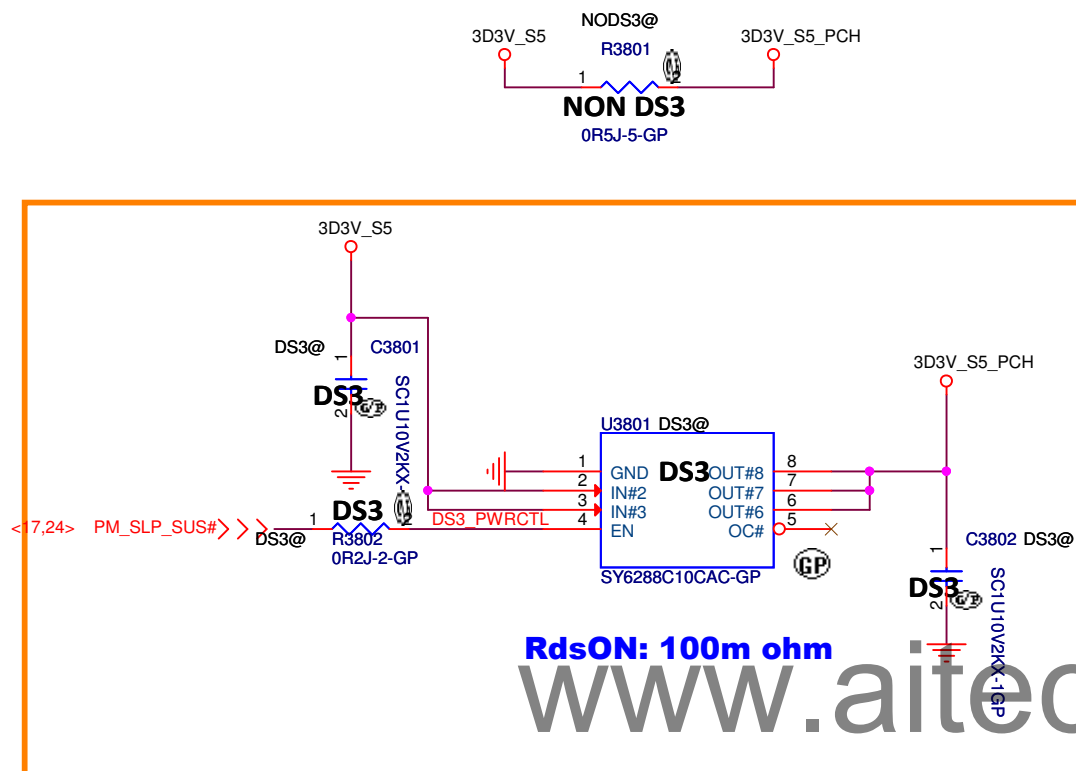 NODS3@
3D3V_S5
R3801
3D3V_S5_PCH
1
2
NON DS3
0R5J-5-GP
3D3V_S5
DS3@
1
C3801
DS3
2
G/P
SC1U10V2KX-
3D3V_S5_PCH
U3801 DS3@
1
GND
DS3
OUT#8
8
2
IN#2
OUT#7
7
3
IN#3
OUT#6
6
4
EN
OC#
5
<17,24>
PM_SLP_SUS#
DS3@
1
DS3
2
R3802
0R2J-2-GP
DS3_PWRCTL
SY6288C10CAC-GP
GP
1
C3802 DS3@
DS3
2
G/P
SC1U10V2KX-1GP
RdsON: 100m ohm
www.aitec